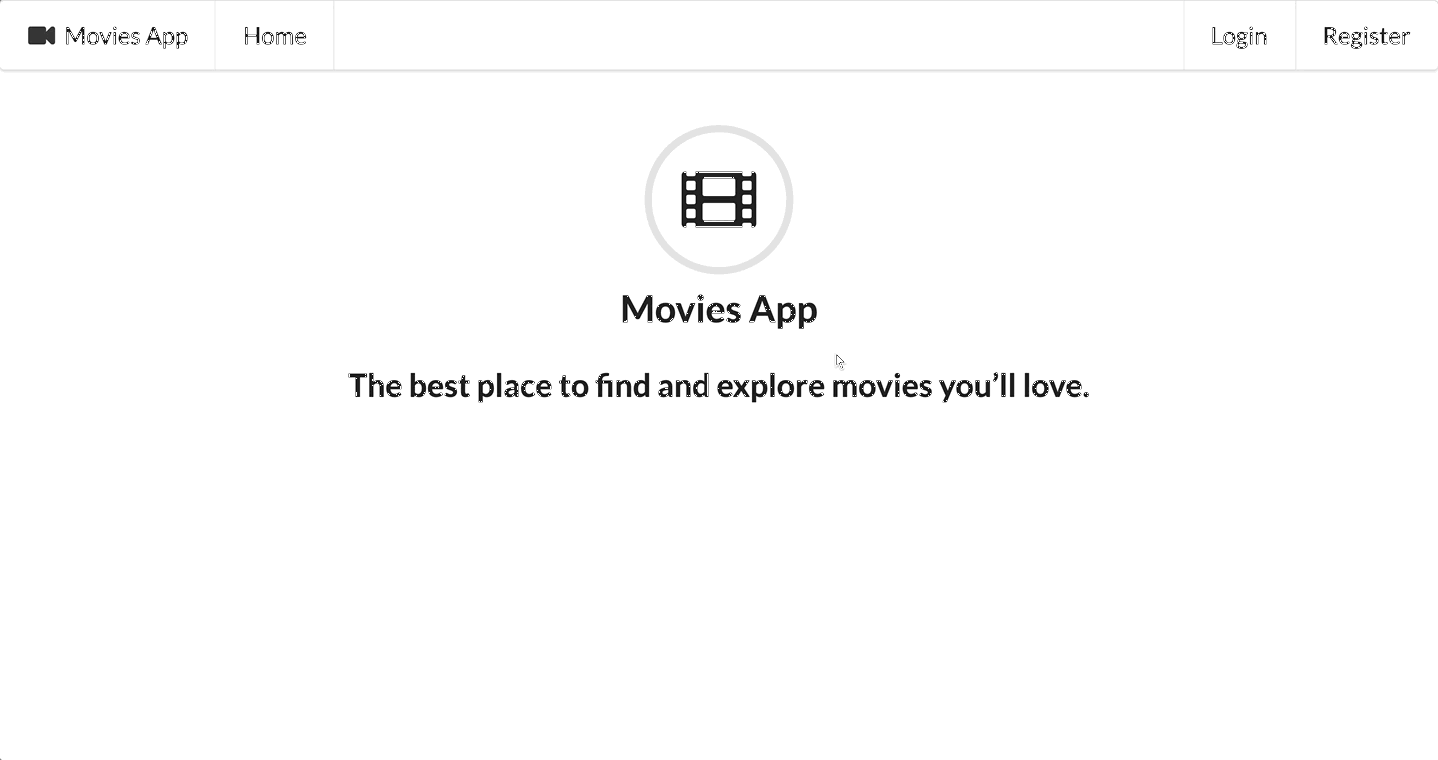 Movies App Home Login Register
Movies App
The best place to find and explore movies you’ll love.